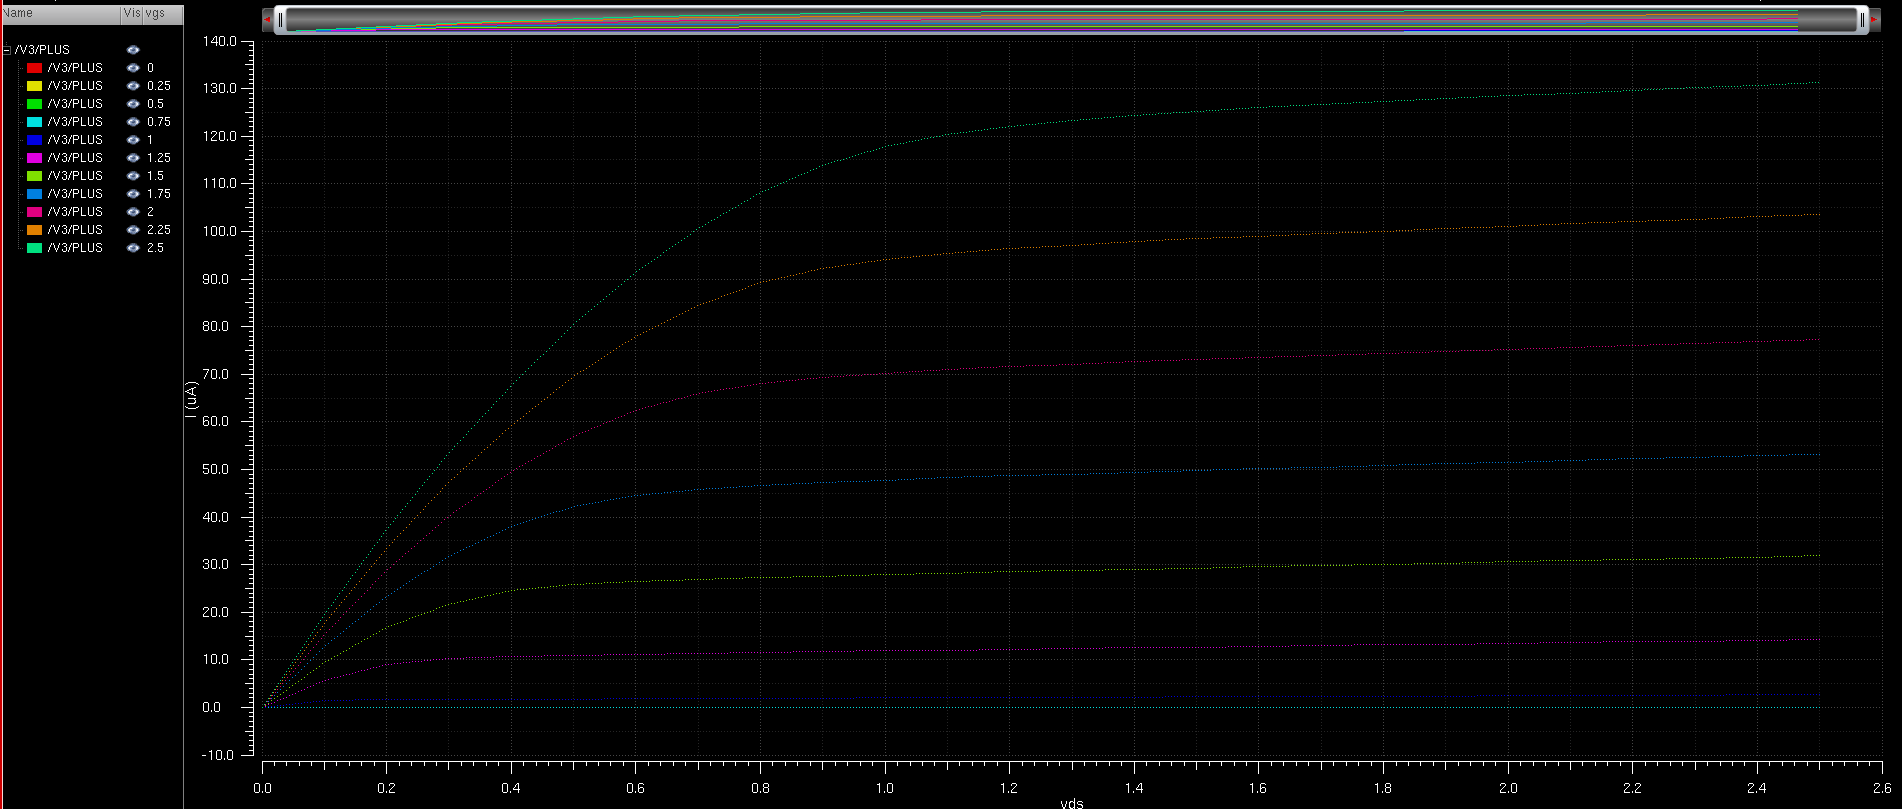 Name Vis vgs
/V3/PLUS
/V3/PLUS 0
/V3/PLUS 0.25
/V3/PLUS 0.5
/V3/PLUS 0.75
/V3/PLUS 1
/V3/PLUS 1.25
/V3/PLUS 1.5
/V3/PLUS 1.75
/V3/PLUS 2
/V3/PLUS 2.25
/V3/PLUS 2.5
140.0
130.0
120.0
110.0
100.0
90.0
80.0
70.0
60.0
50.0
40.0
30.0
20.0
10.0
0.0
-10.0
I (uA)
0.0 0.2 0.4 0.6 0.8 1.0 1.2 1.4 1.6 1.8 2.0 2.2 2.4 2.6
vds